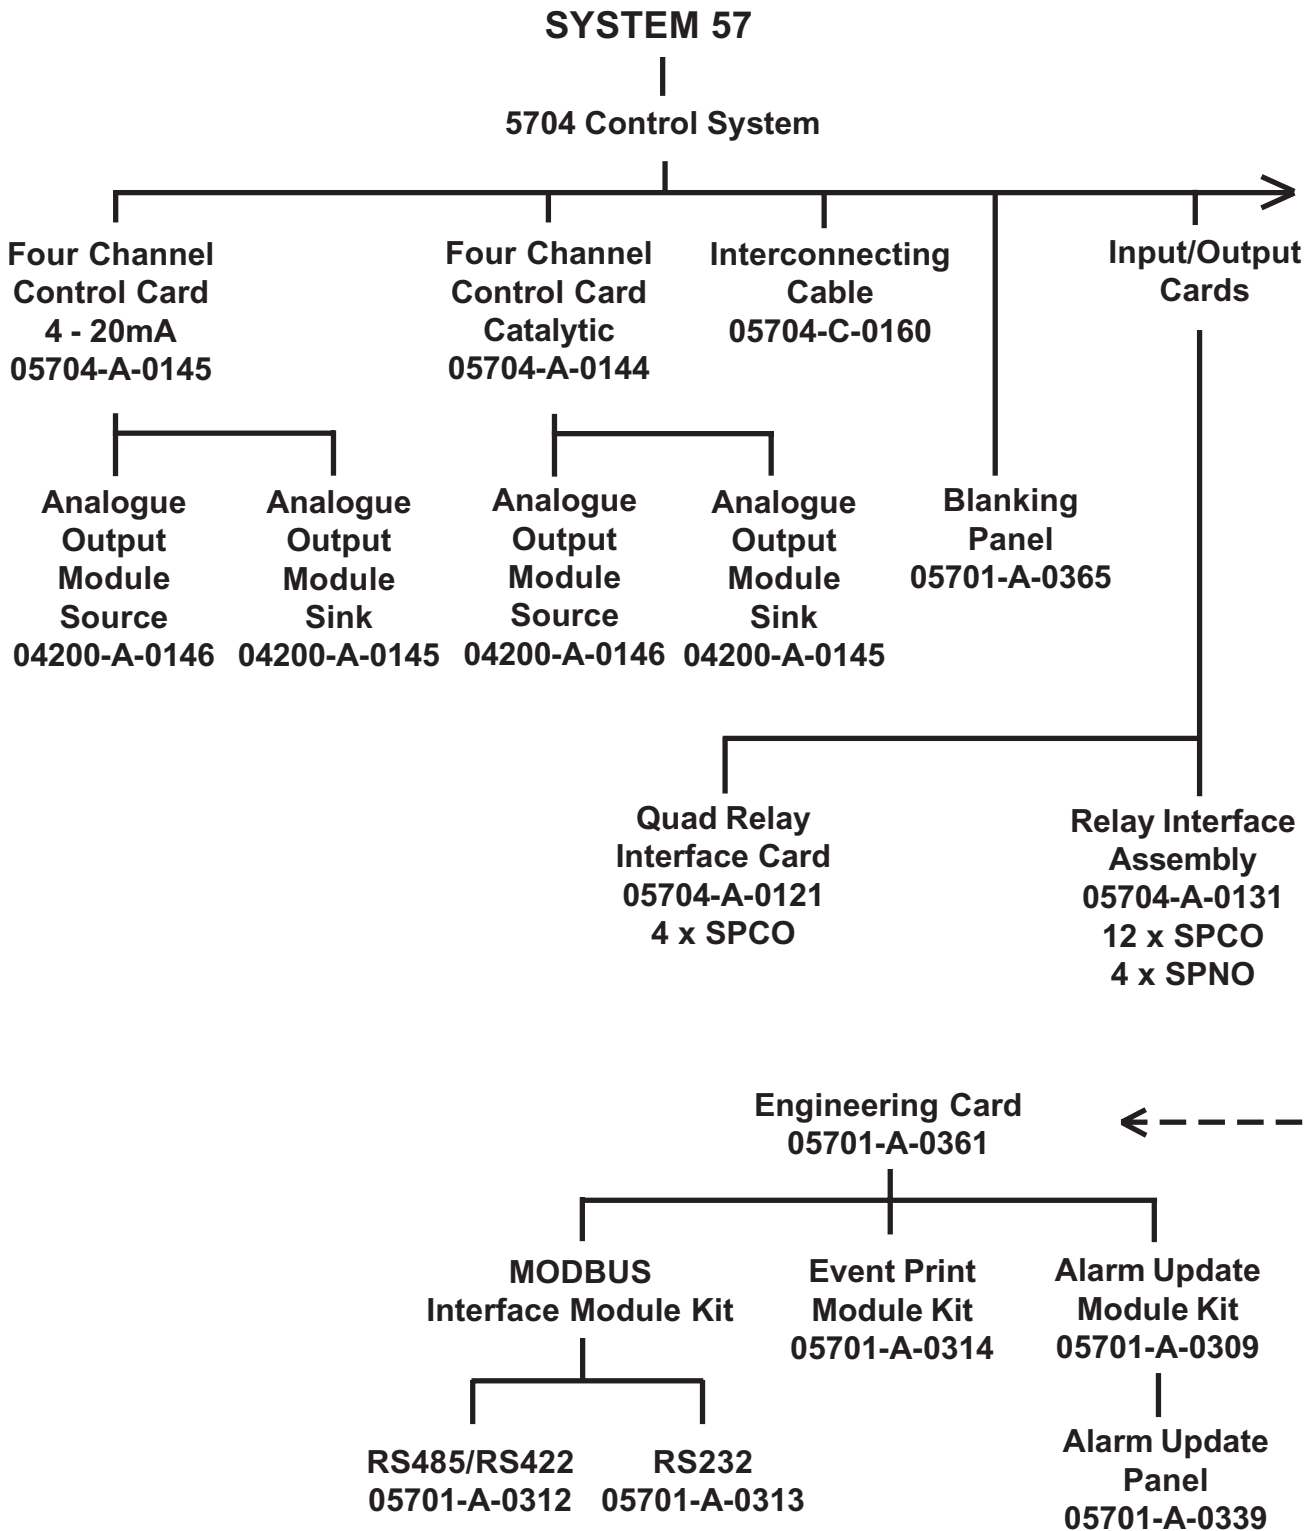 SYSTEM 57
5704 Control System
Four Channel
Control Card
4 - 20mA
05704-A-0145
Four Channel
Control Card
Catalytic
05704-A-0144
Interconnecting
Cable
05704-C-0160
Input/Output
Cards
Analogue
Output
Module
Source
04200-A-0146
Analogue
Output
Module
Sink
04200-A-0145
Analogue
Output
Module
Source
04200-A-0146
Analogue
Output
Module
Sink
04200-A-0145
Blanking
Panel
05701-A-0365
Quad Relay
Interface Card
05704-A-0121
4 x SPCO
Relay Interface
Assembly
05704-A-0131
12 x SPCO
4 x SPNO
Engineering Card
05701-A-0361
MODBUS
Interface Module Kit
Event Print
Module Kit
05701-A-0314
Alarm Update
Module Kit
05701-A-0309
RS485/RS422
05701-A-0312
RS232
05701-A-0313
Alarm Update
Panel
05701-A-0339